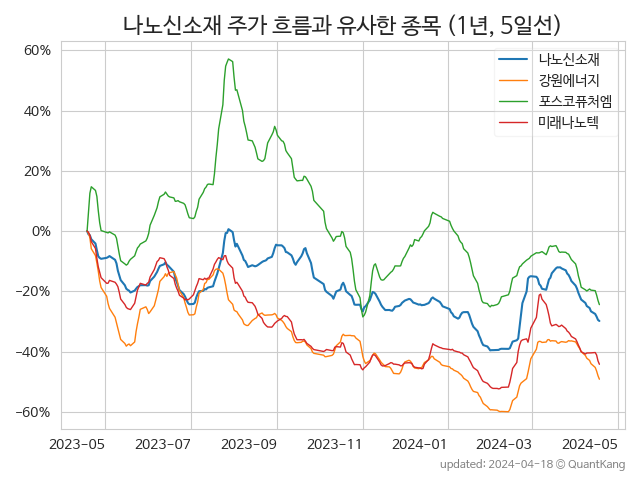 나노신소재 주가 흐름과 유사한 종목 (1년, 5일선)
나노신소재
강원에너지
포스코퓨처엠
미래나노텍
60%
40%
20%
0%
−20%
−40%
−60%
2023-05 2023-07 2023-09 2023-11 2024-01 2024-03 2024-05
updated: 2024-04-18 © QuantKang